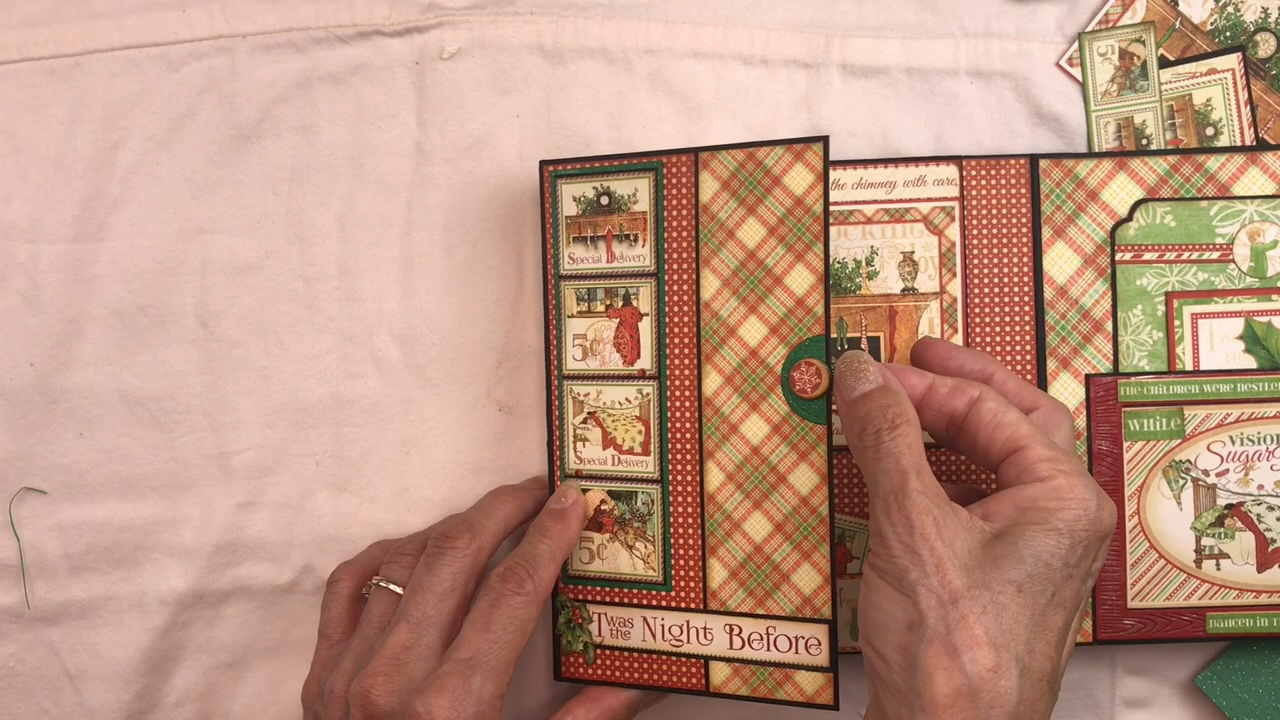 Special Delivery
5¢
Special Delivery
5¢
'Twas
the Night Before
the chimney with care,
5¢
THE CHILDREN WERE
WHILE
Visions
Sugar
DANCED IN